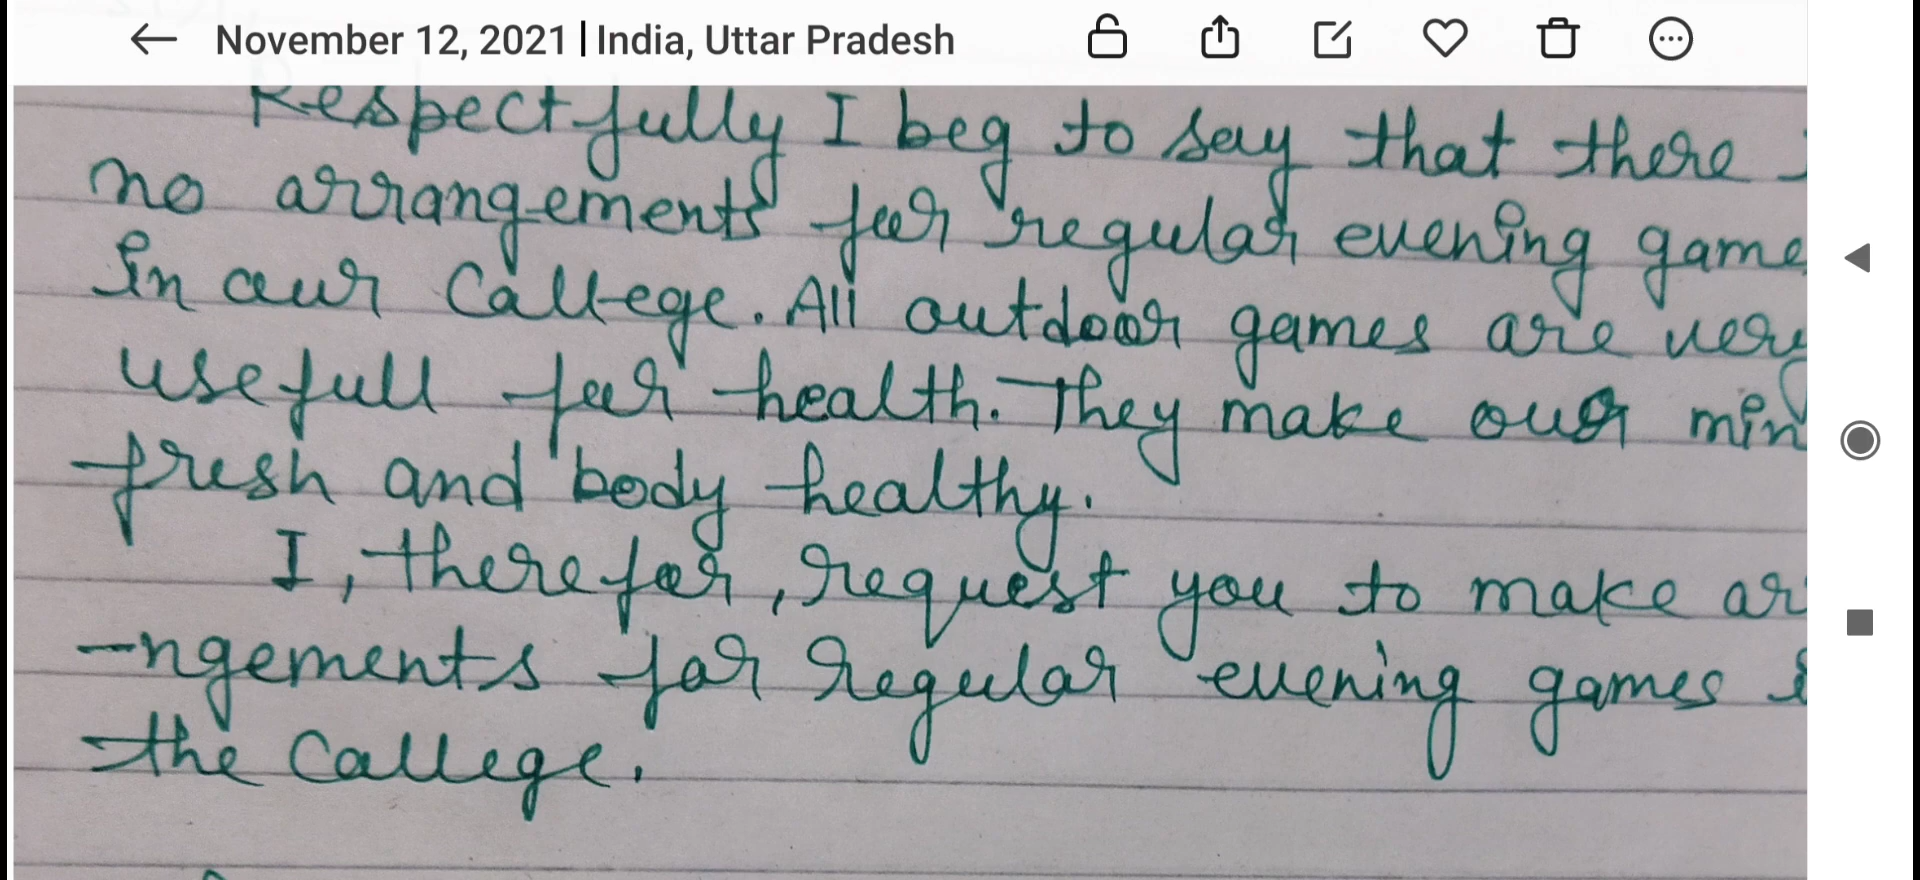 November 12, 2021 | India, Uttar Pradesh
Respectfully I beg to say that there
no arrangements for regular evening game
in our College. All outdoor games are very
usefull for health. They make our min
fresh and body healthy.
I, therefor, request you to make ar
-ngements for regular evening games i
the College.